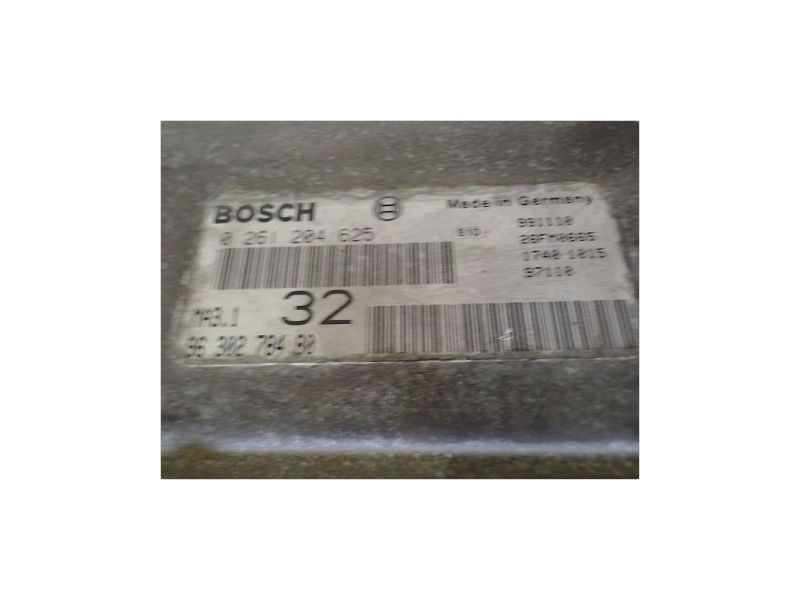 BOSCH
Made in Germany
0 261 204 625
991110
26FM0665
1740 1015
97110
MA3.1
32
96 302 784 80